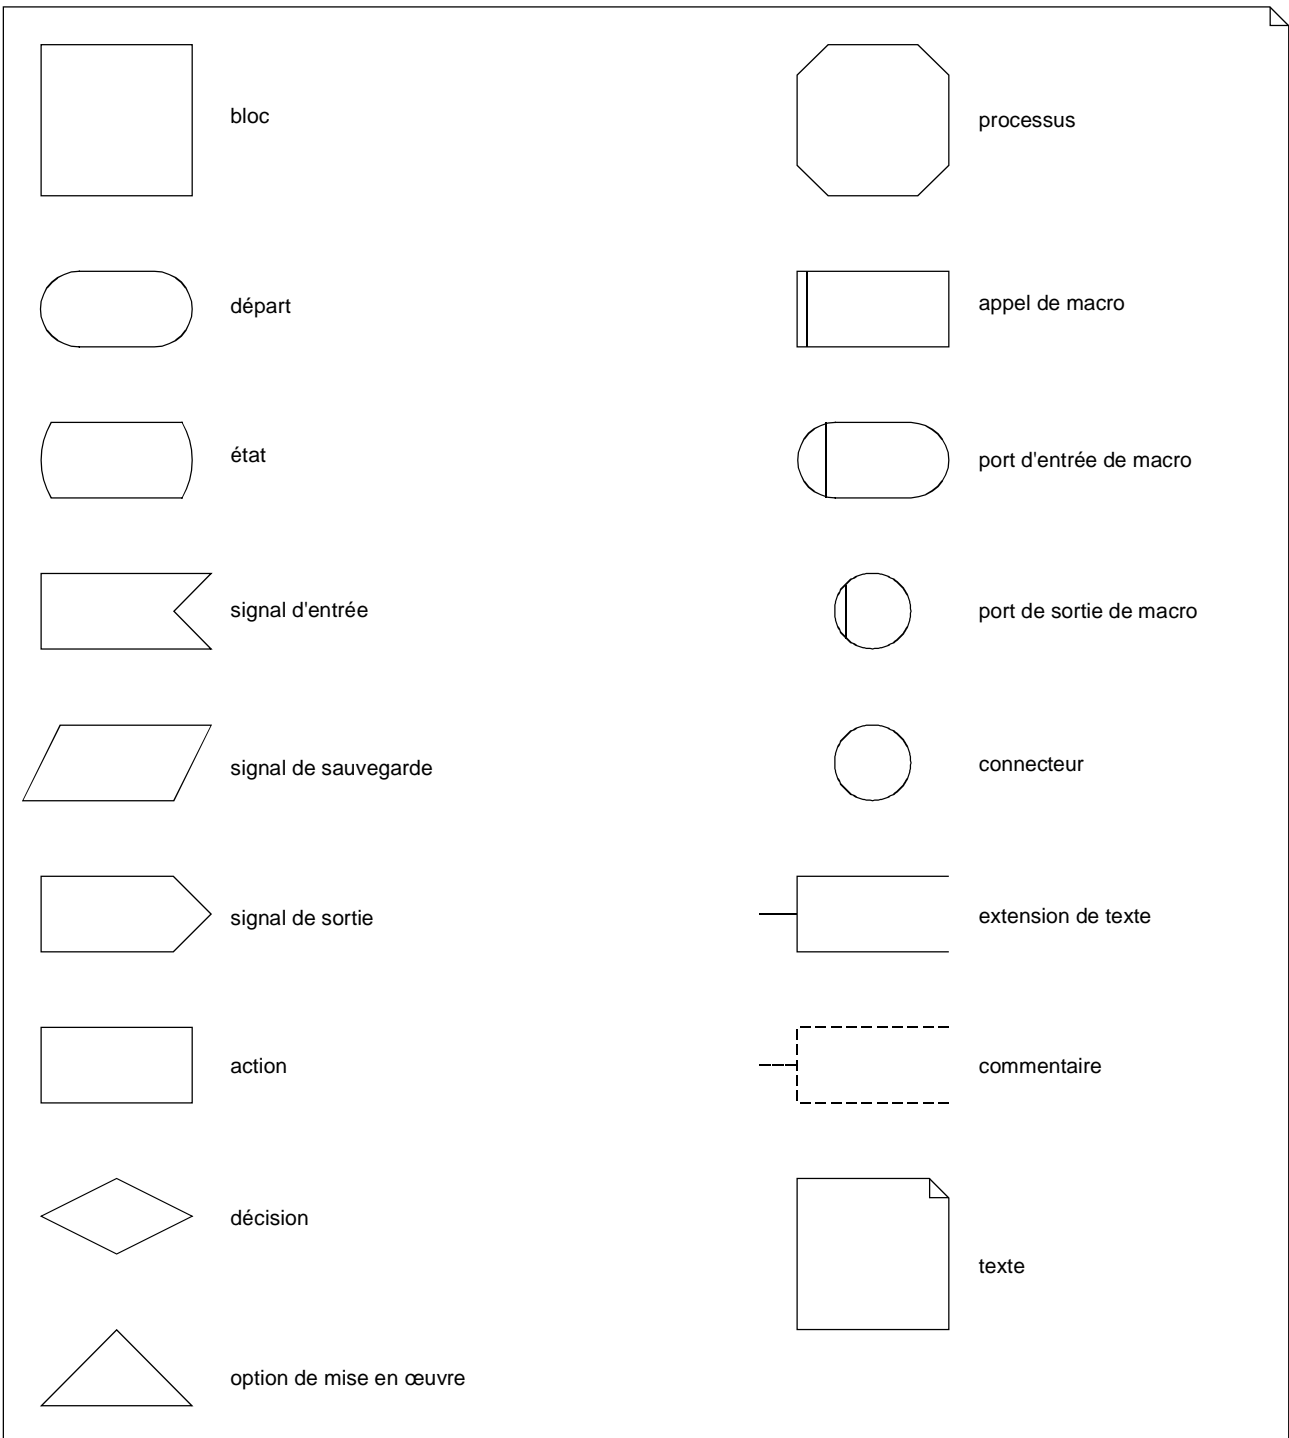 bloc
processus
départ
appel de macro
état
port d'entrée de macro
signal d'entrée
port de sortie de macro
signal de sauvegarde
connecteur
signal de sortie
extension de texte
action
commentaire
décision
texte
option de mise en œuvre